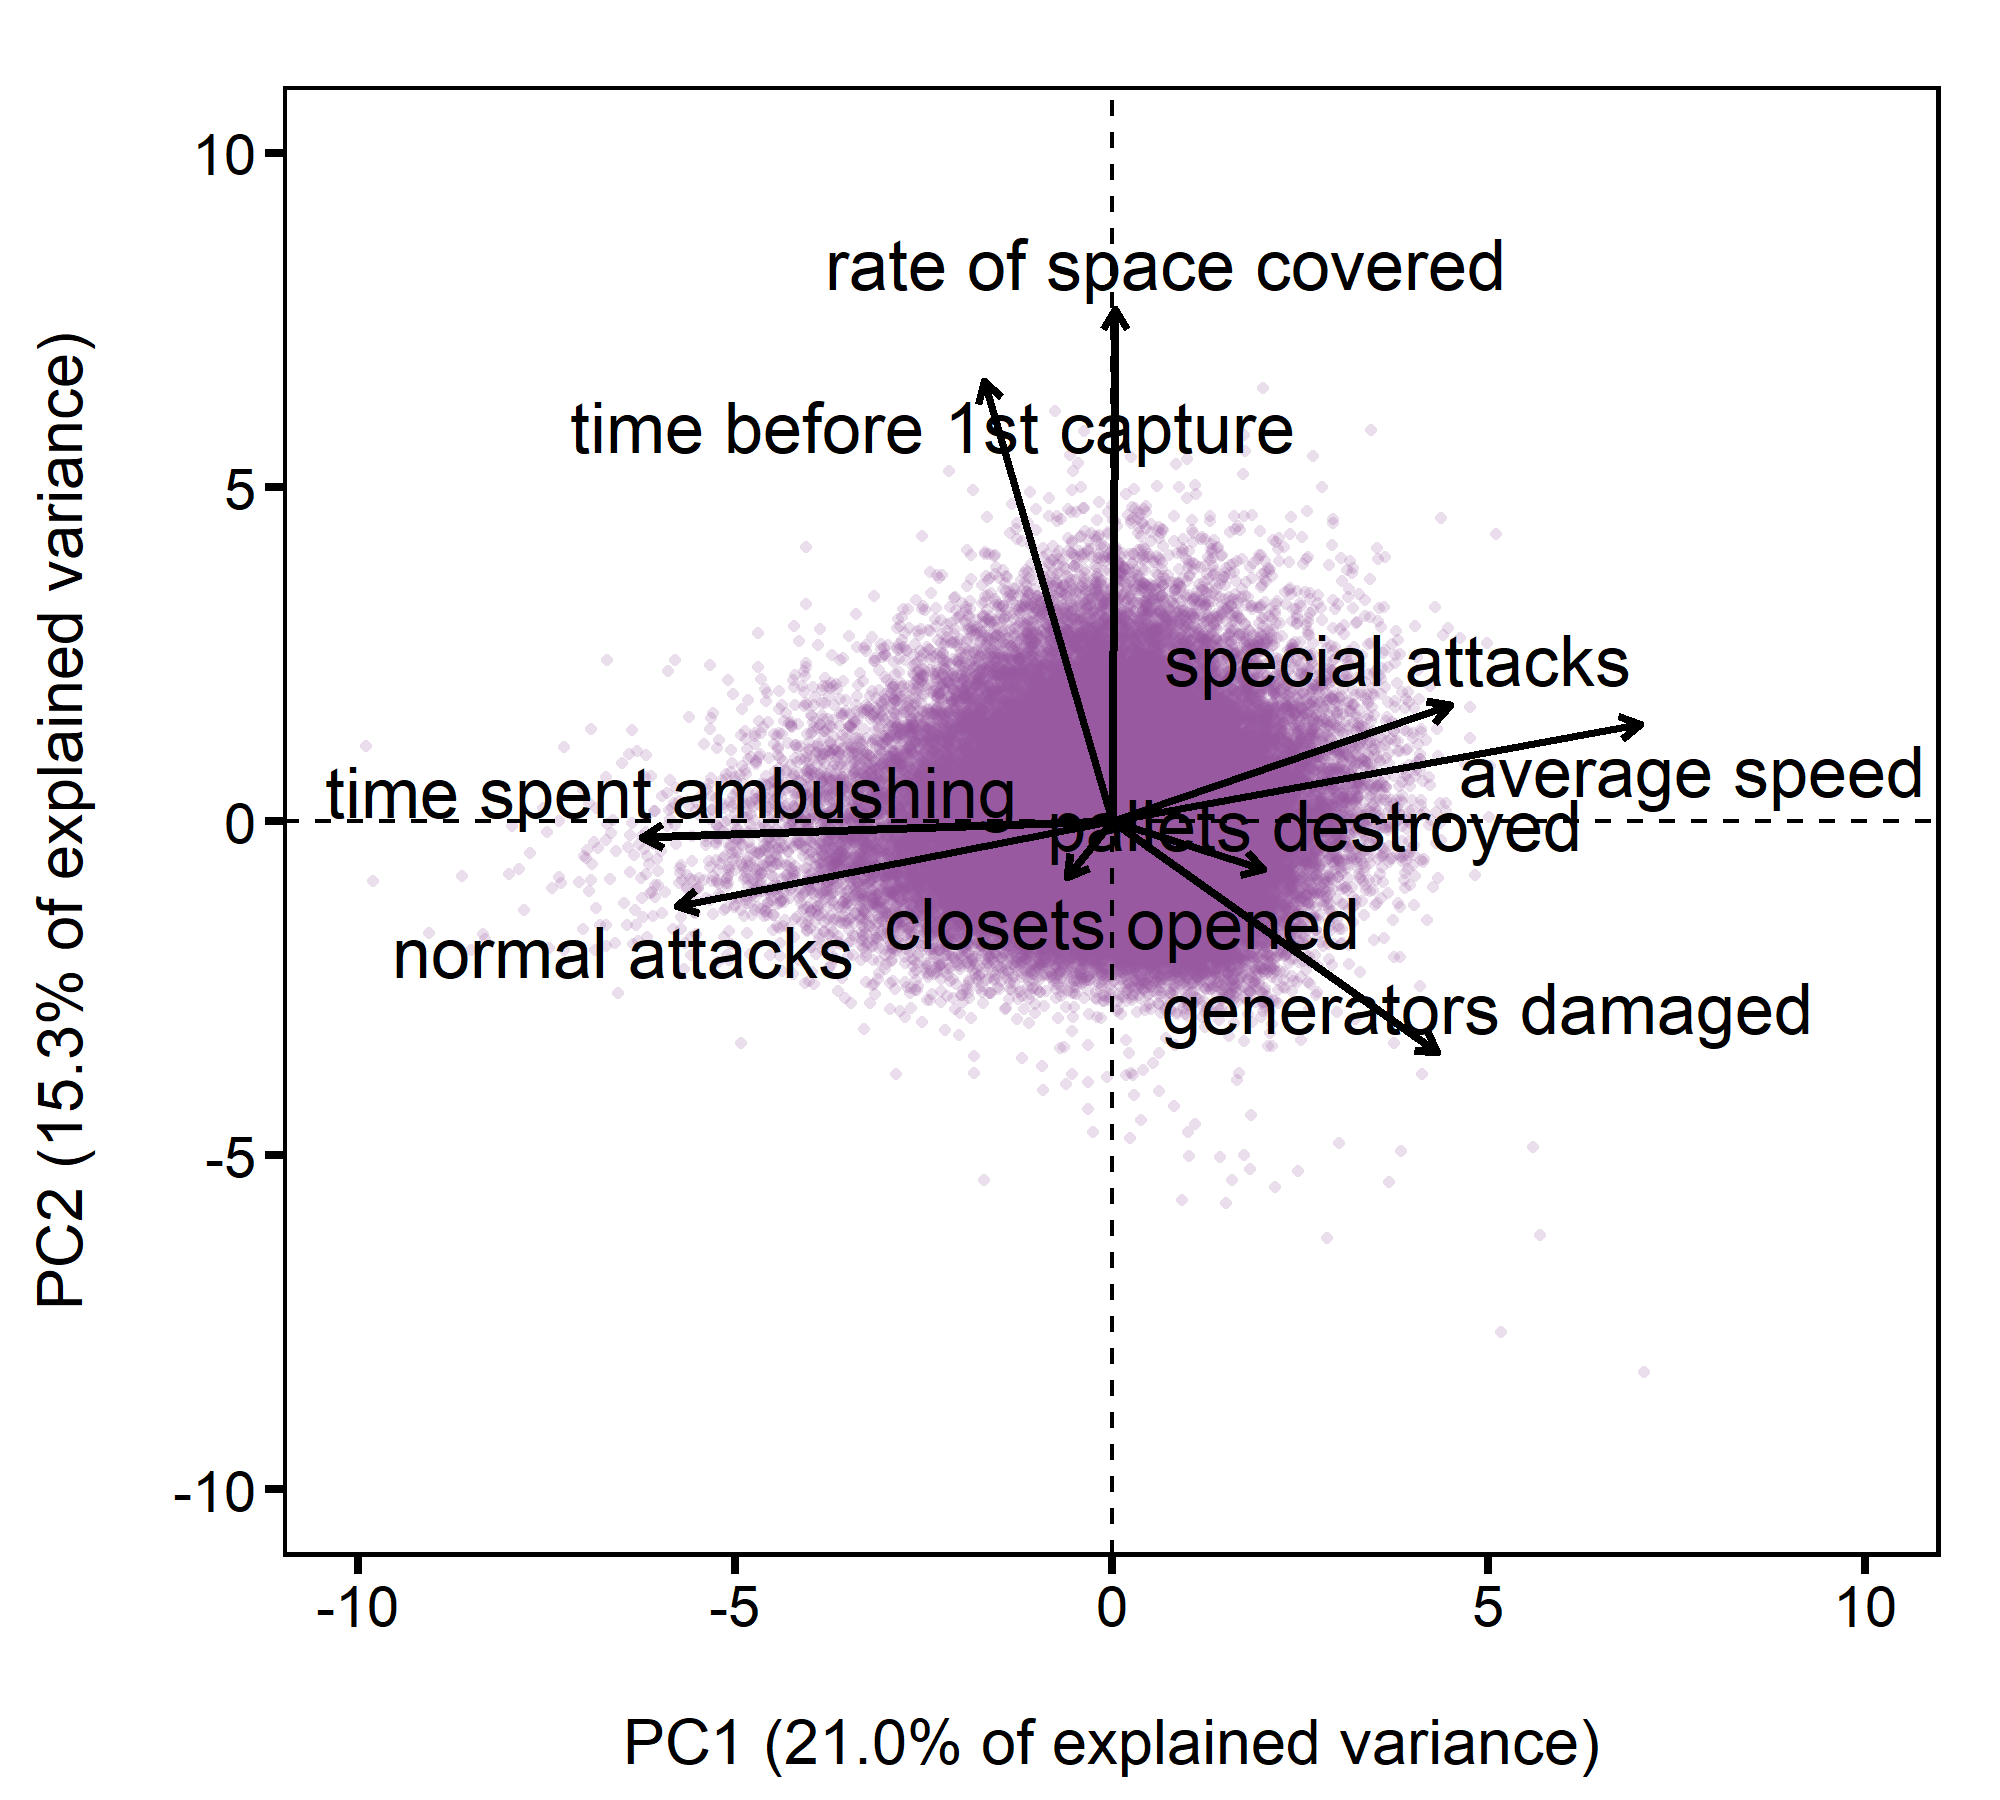 10
5
0
-5
-10
PC2 (15.3% of explained variance)
rate of space covered
time before 1st capture
special attacks
time spent ambushing
average speed
pallets destroyed
closets opened
normal attacks
generators damaged
-10
-5
0
5
10
PC1 (21.0% of explained variance)